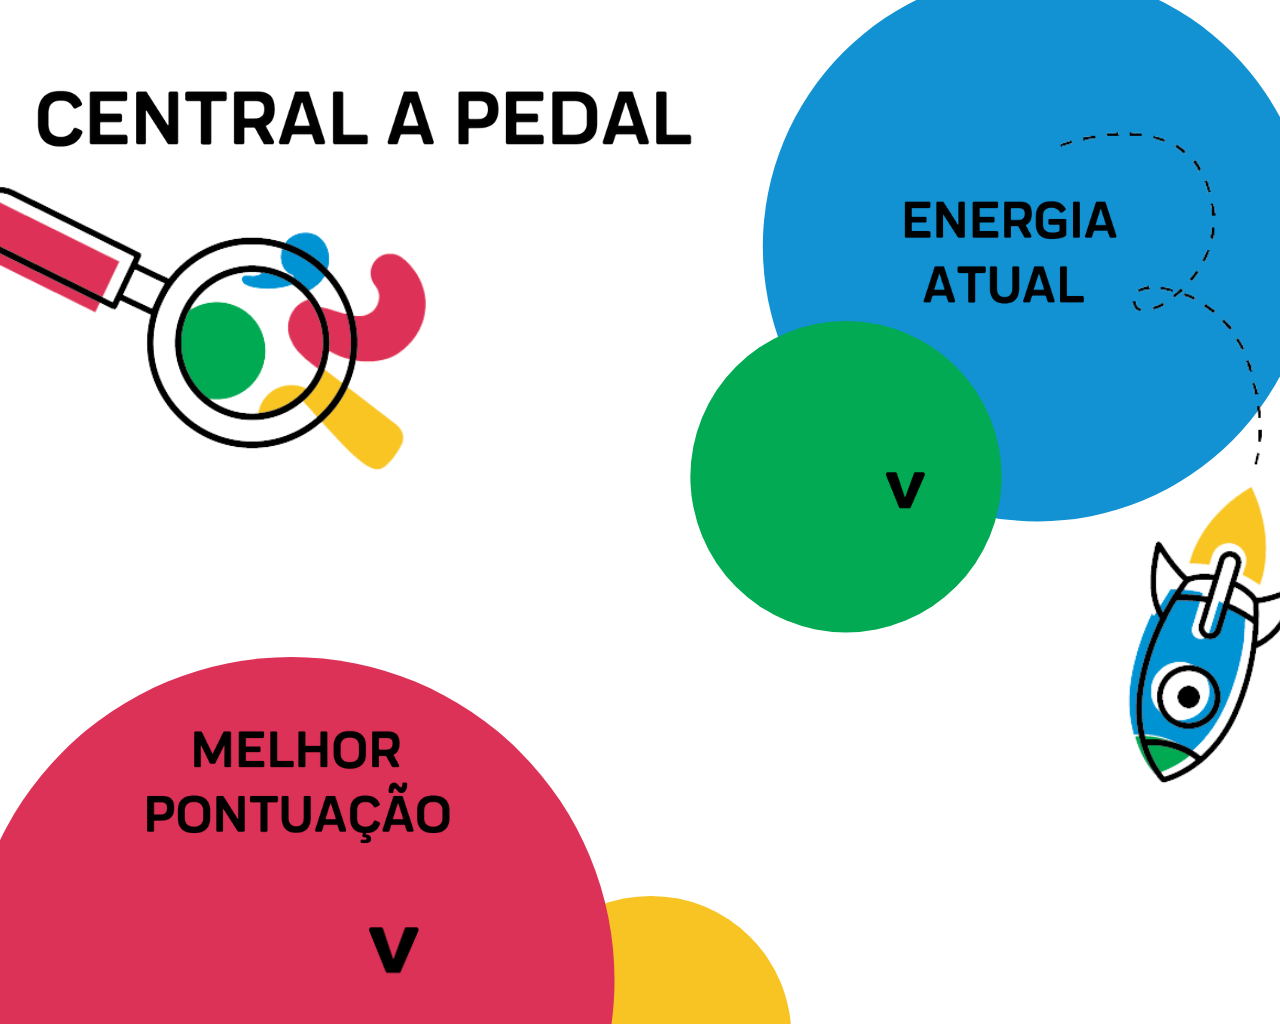 CENTRAL A PEDAL
ENERGIA
ATUAL
V
MELHOR
PONTUAÇÃO
V